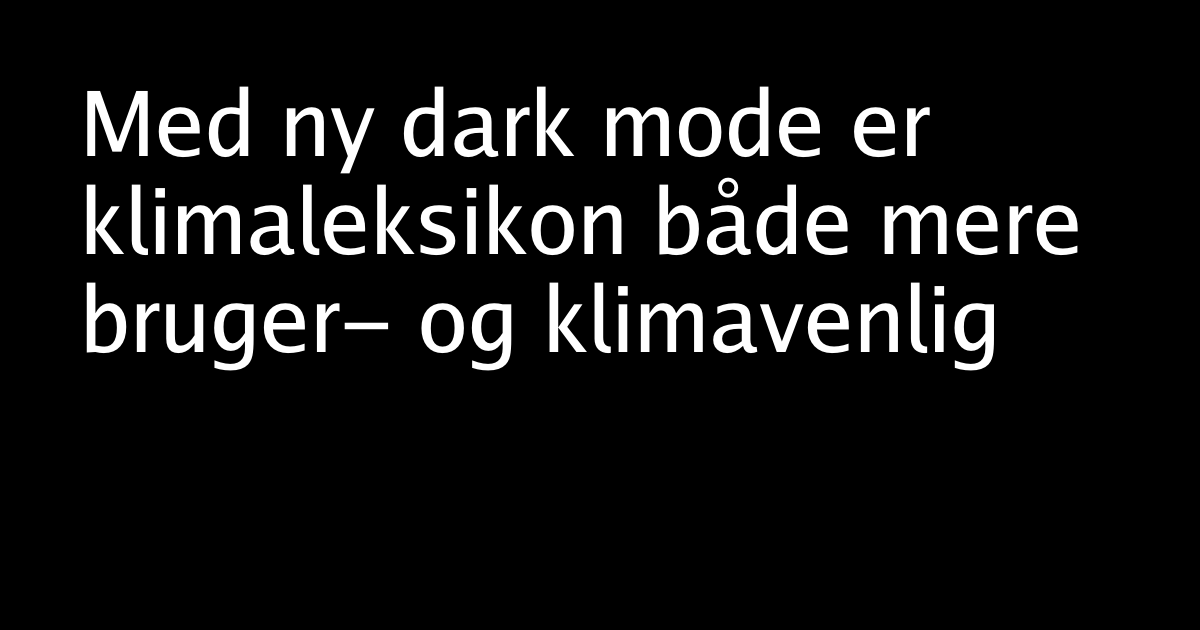 Med ny dark mode er
klimaleksikon både mere
bruger– og klimavenlig